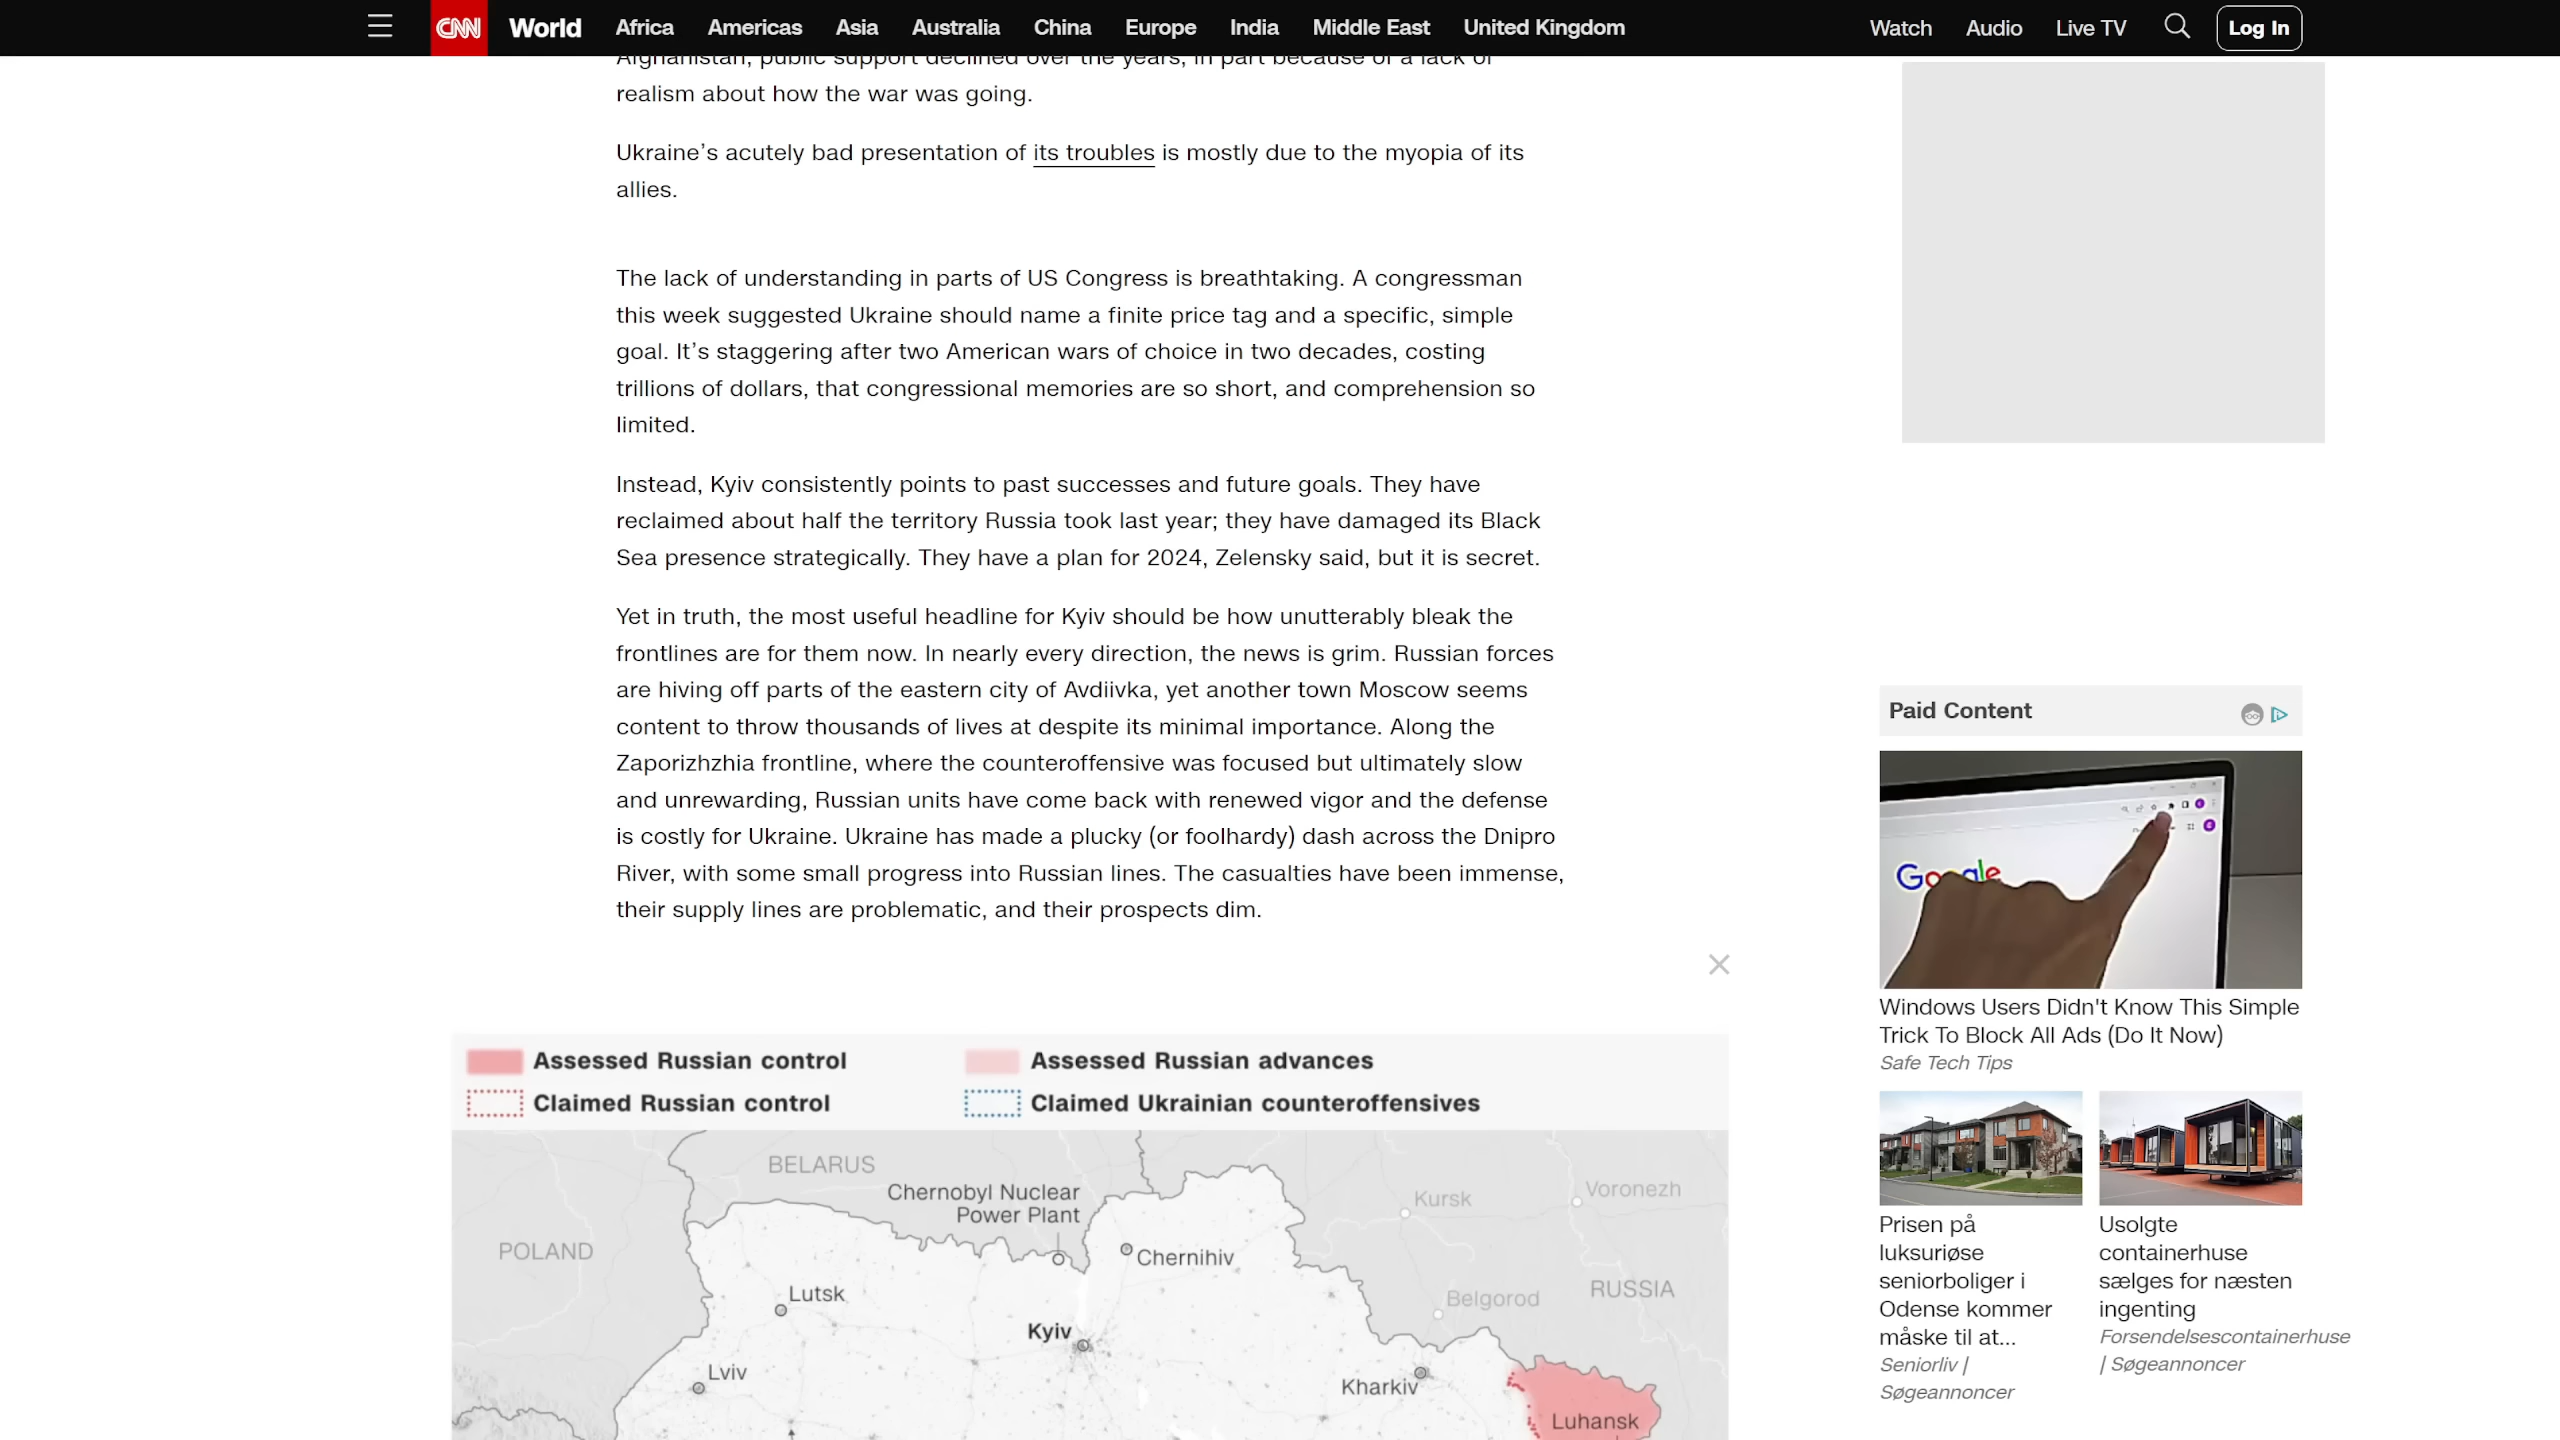 CNN World Africa Americas Asia Australia China Europe India Middle East United Kingdom Watch Audio Live TV Log In
Afghanistan, public support declined over the years, in part because of a lack of
realism about how the war was going.
Ukraine’s acutely bad presentation of its troubles is mostly due to the myopia of its
allies.
The lack of understanding in parts of US Congress is breathtaking. A congressman
this week suggested Ukraine should name a finite price tag and a specific, simple
goal. It’s staggering after two American wars of choice in two decades, costing
trillions of dollars, that congressional memories are so short, and comprehension so
limited.
Instead, Kyiv consistently points to past successes and future goals. They have
reclaimed about half the territory Russia took last year; they have damaged its Black
Sea presence strategically. They have a plan for 2024, Zelensky said, but it is secret.
Yet in truth, the most useful headline for Kyiv should be how unutterably bleak the
frontlines are for them now. In nearly every direction, the news is grim. Russian forces
are hiving off parts of the eastern city of Avdiivka, yet another town Moscow seems
content to throw thousands of lives at despite its minimal importance. Along the
Zaporizhzhia frontline, where the counteroffensive was focused but ultimately slow
and unrewarding, Russian units have come back with renewed vigor and the defense
is costly for Ukraine. Ukraine has made a plucky (or foolhardy) dash across the Dnipro
River, with some small progress into Russian lines. The casualties have been immense,
their supply lines are problematic, and their prospects dim.
Assessed Russian control
Assessed Russian advances
Claimed Russian control
Claimed Ukrainian counteroffensives
BELARUS
Chernobyl Nuclear
Power Plant
Kursk
Voronezh
POLAND
Chernihiv
Lutsk
Belgorod
RUSSIA
Kyiv
Lviv
Kharkiv
Luhansk
Paid Content
Google
Windows Users Didn't Know This Simple
Trick To Block All Ads (Do It Now)
Safe Tech Tips
Prisen på
luksuriøse
seniorboliger i
Odense kommer
måske til at...
Seniorliv |
Søgeannoncer
Usolgte
containerhuse
sælges for næsten
ingenting
Forsendelsescontainerhuse
| Søgeannoncer